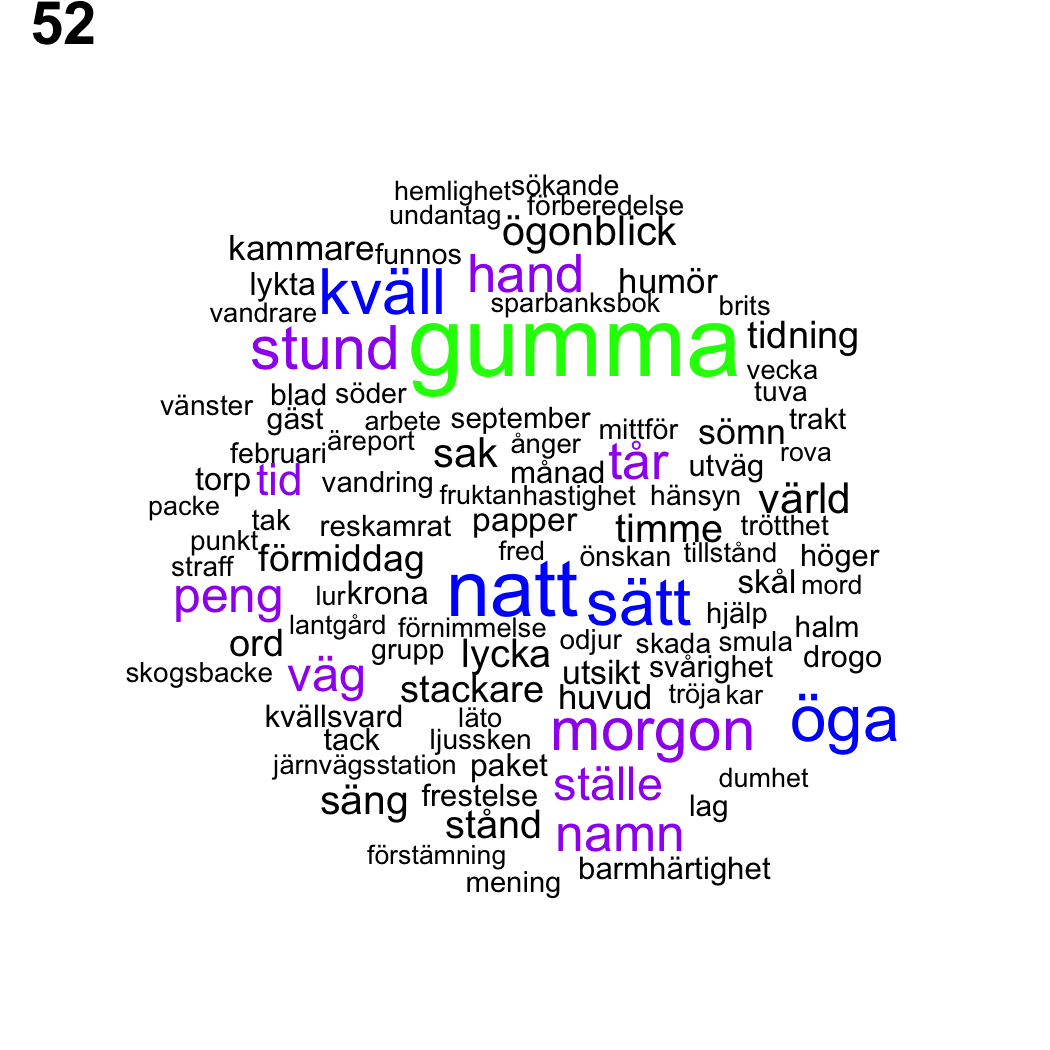 52
hemlighet sökande
undantag förberedelse
ögonblick
kammare funnos
lykta kväll hand humör
vandrare sparbanksbok brits
stund gumma tidning
vecka
vänster blad söder tuva
gäst arbete september mittför sömn trakt
februari äreport sak ånger tår utväg rova
torp tid vandring månad
packe fruktanhastighet hänsyn värld
tak reskamrat papper timme trötthet
punkt förmiddag fred önskan tillstånd höger
straff
peng lur krona natt sätt skål mord
lantgård förnimmelse hjälp halm
ord grupp lycka odjur skada smula drogo
skogsbacke väg utsikt svårighet
stackare huvud tröja kar
kvällsvard läto morgon öga
tack ljussken
järnvägsstation paket ställe dumhet
säng frestelse lag
stånd namn
förstämning barmhärtighet
mening